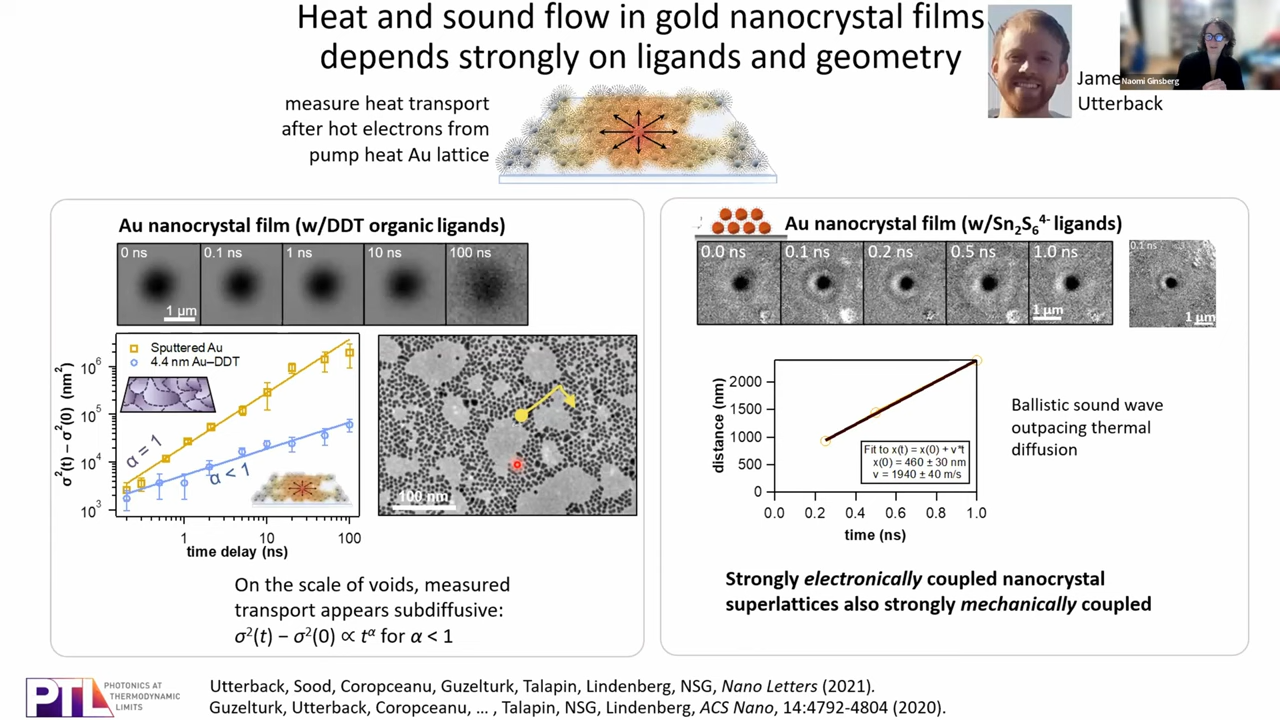 Heat and sound flow in gold nanocrystal films
depends strongly on ligands and geometry
measure heat transport
after hot electrons from
pump heat Au lattice
Jame
Utterback
Naomi Ginsberg
Au nanocrystal film (w/DDT organic ligands)
0 ns 0.1 ns 1 ns 10 ns 100 ns
1 μm
Sputtered Au
4.4 nm Au–DDT
σ²(t) − σ²(0) (nm²)
10⁶
10⁵
10⁴
10³
α = 1
α < 1
1 10 100
time delay (ns)
100 nm
On the scale of voids, measured
transport appears subdiffusive:
σ²(t) − σ²(0) ∝ tᵅ for α < 1
Au nanocrystal film (w/Sn₂S₆⁴⁻ ligands)
0.0 ns 0.1 ns 0.2 ns 0.5 ns 1.0 ns
1 μm
0.1 ns
1 μm
distance (nm)
2000
1500
1000
500
0
Fit to x(t) = x(0) + v*t
x(0) = 460 ± 30 nm
v = 1940 ± 40 m/s
0.0 0.2 0.4 0.6 0.8 1.0
time (ns)
Ballistic sound wave
outpacing thermal
diffusion
Strongly electronically coupled nanocrystal
superlattices also strongly mechanically coupled
PTL
PHOTONICS AT
THERMODYNAMIC
LIMITS
Utterback, Sood, Coropceanu, Guzelturk, Talapin, Lindenberg, NSG, Nano Letters (2021).
Guzelturk, Utterback, Coropceanu, ... , Talapin, NSG, Lindenberg, ACS Nano, 14:4792-4804 (2020).